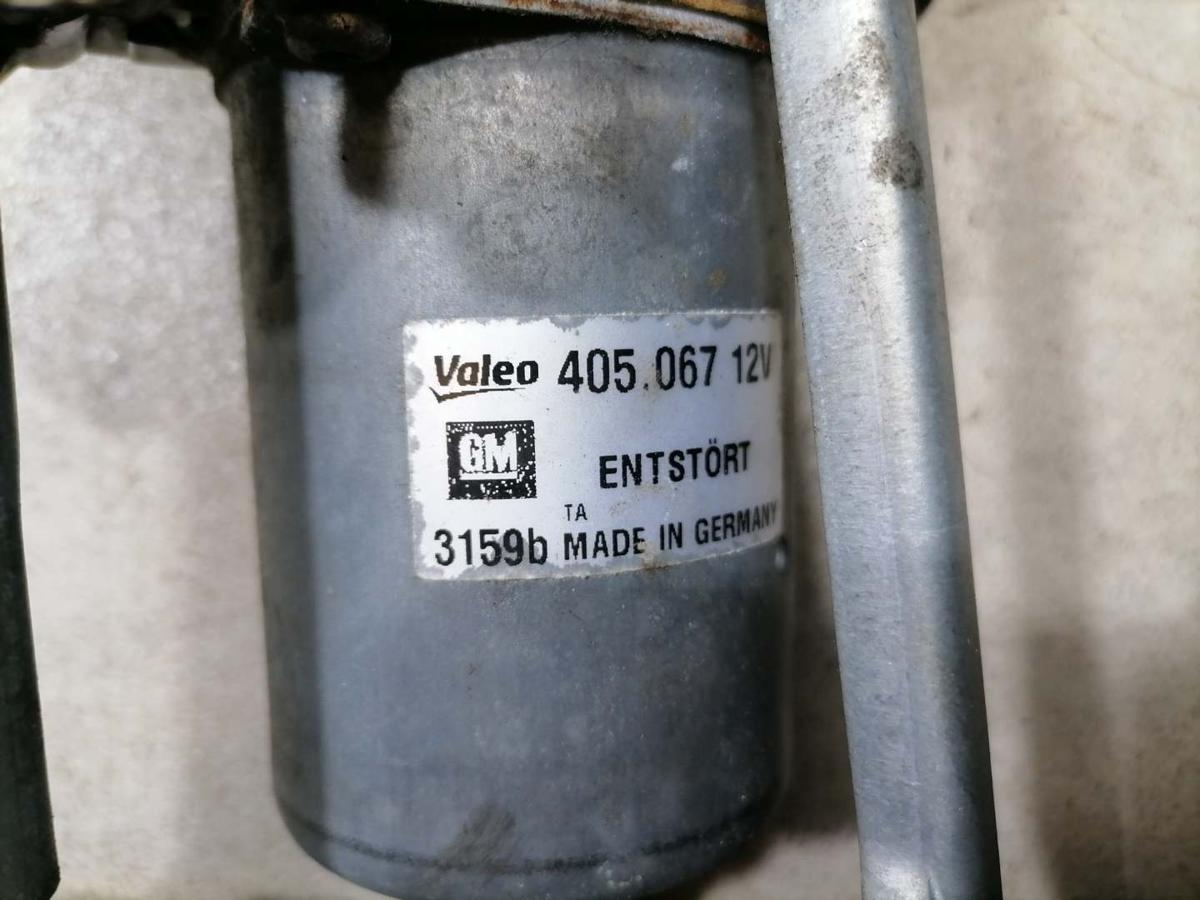 Valeo 405.067 12V
GM
ENTSTÖRT
TA
3159b MADE IN GERMANY